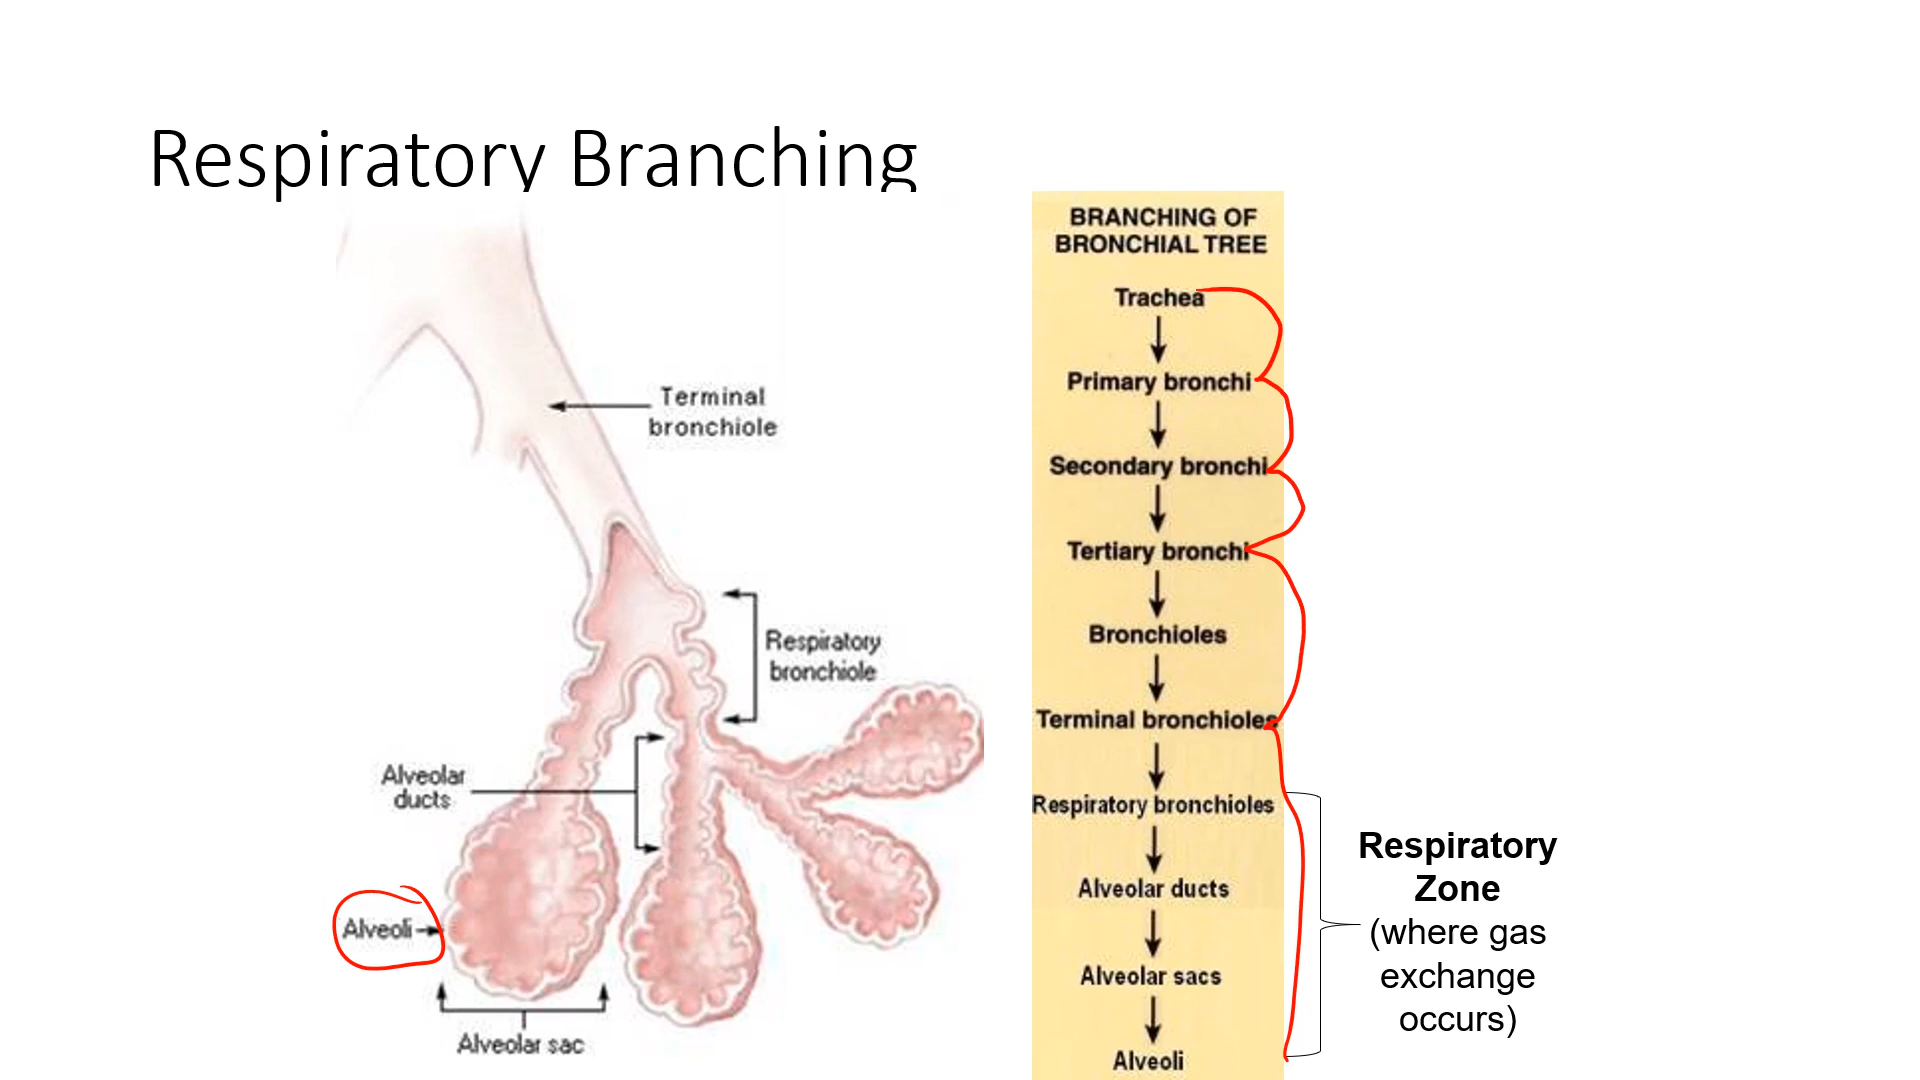 Respiratory Branching
Terminal
bronchiole
Respiratory
bronchiole
Alveolar
ducts
Alveoli
Alveolar sac
BRANCHING OF
BRONCHIAL TREE
Trachea
Primary bronchi
Secondary bronchi
Tertiary bronchi
Bronchioles
Terminal bronchioles
Respiratory bronchioles
Alveolar ducts
Alveolar sacs
Alveoli
Respiratory
Zone
(where gas
exchange
occurs)